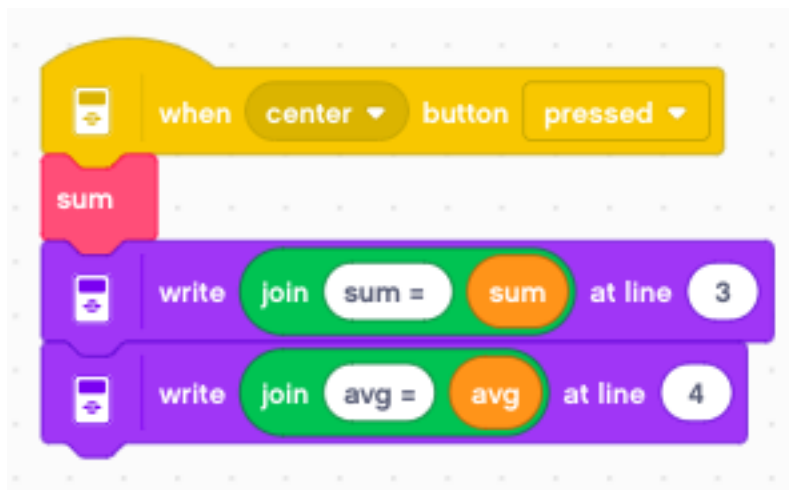 when center button pressed
sum
write join sum = sum at line 3
write join avg = avg at line 4